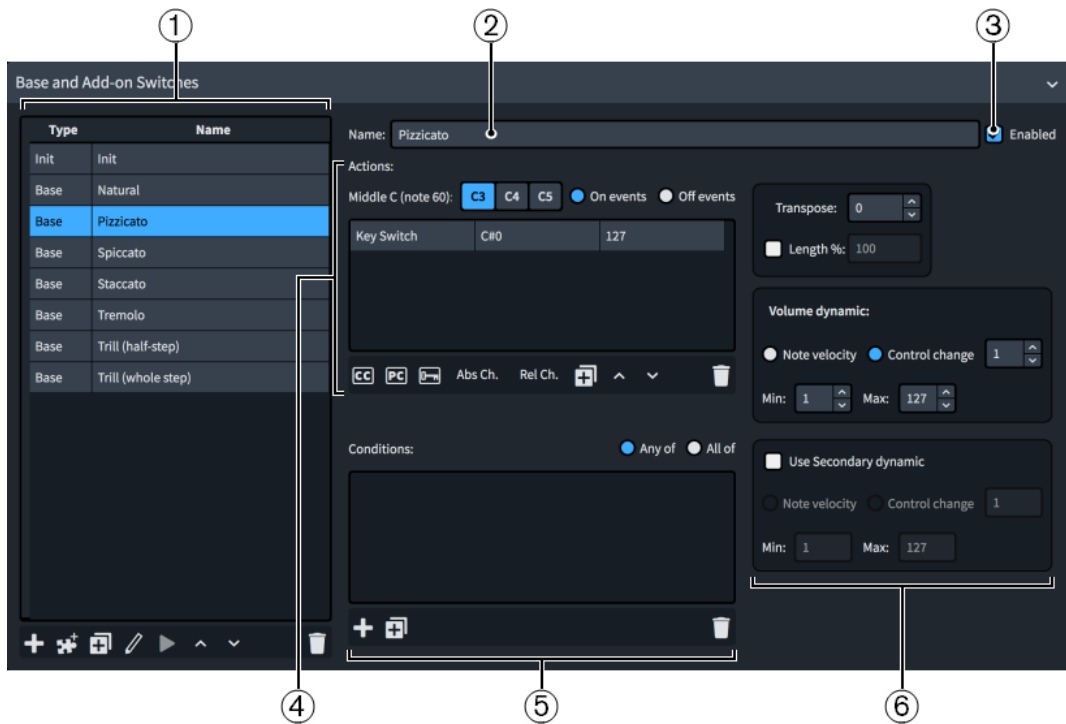 1 2 3
Base and Add-on Switches
Type Name
Init Init
Base Natural
Base Pizzicato
Base Spiccato
Base Staccato
Base Tremolo
Base Trill (half-step)
Base Trill (whole step)
Name: Pizzicato Enabled
Actions:
Middle C (note 60): C3 C4 C5 On events Off events
Key Switch C#0 127
CC PC Abs Ch. Rel Ch.
Conditions: Any of All of
Transpose: 0
Length %: 100
Volume dynamic:
Note velocity Control change 1
Min: 1 Max: 127
Use Secondary dynamic
Note velocity Control change 1
Min: 1 Max: 127
4 5 6